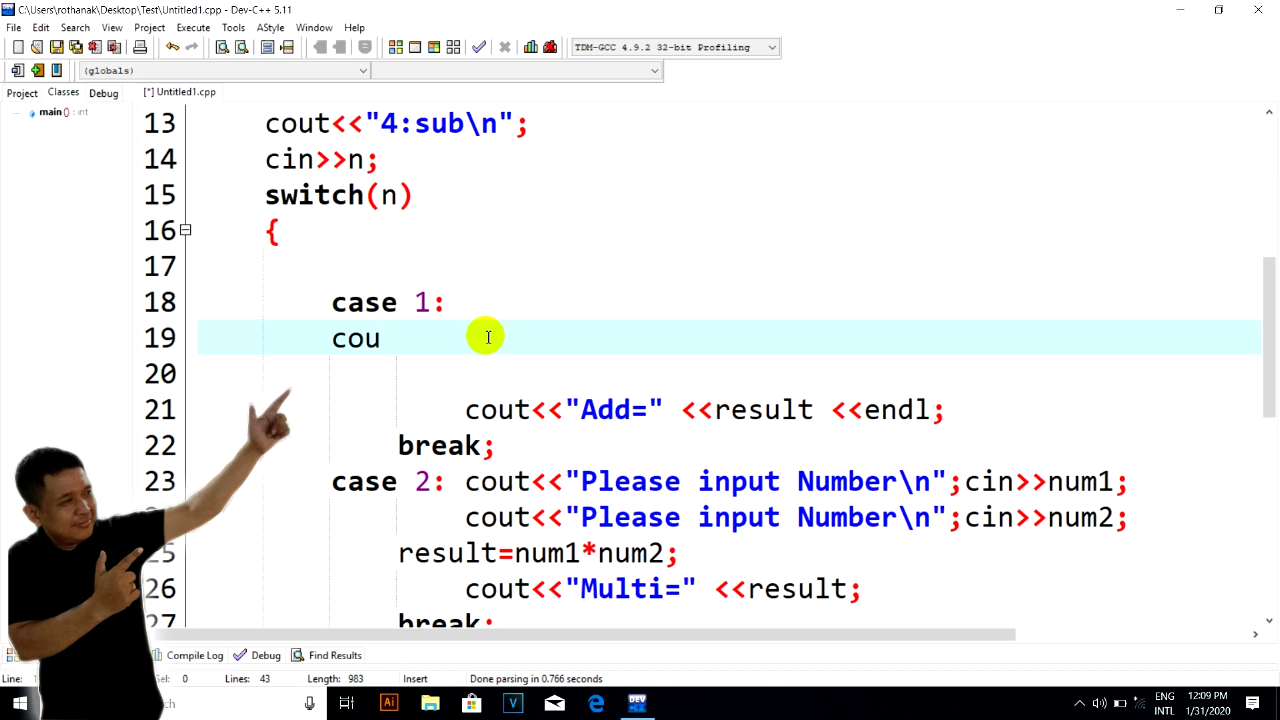 C:\Users\rothanak\Desktop\Test\Untitled1.cpp - Dev-C++ 5.11
File Edit Search View Project Execute Tools AStyle Window Help
TDM-GCC 4.9.2 32-bit Profiling
(globals)
Project Classes Debug [*] Untitled1.cpp
main () : int
13 cout<<"4:sub\n";
14 cin>>n;
15 switch(n)
16 {
17
18 case 1:
19 cou
20
21 cout<<"Add=" <<result <<endl;
22 break;
23 case 2: cout<<"Please input Number\n";cin>>num1;
cout<<"Please input Number\n";cin>>num2;
25 result=num1*num2;
26 cout<<"Multi=" <<result;
27 break;
Compile Log Debug Find Results
Line: Sel: 0 Lines: 43 Length: 983 Insert Done parsing in 0.766 seconds
Ai V DEV ENG 12:09 PM
INTL 1/31/2020